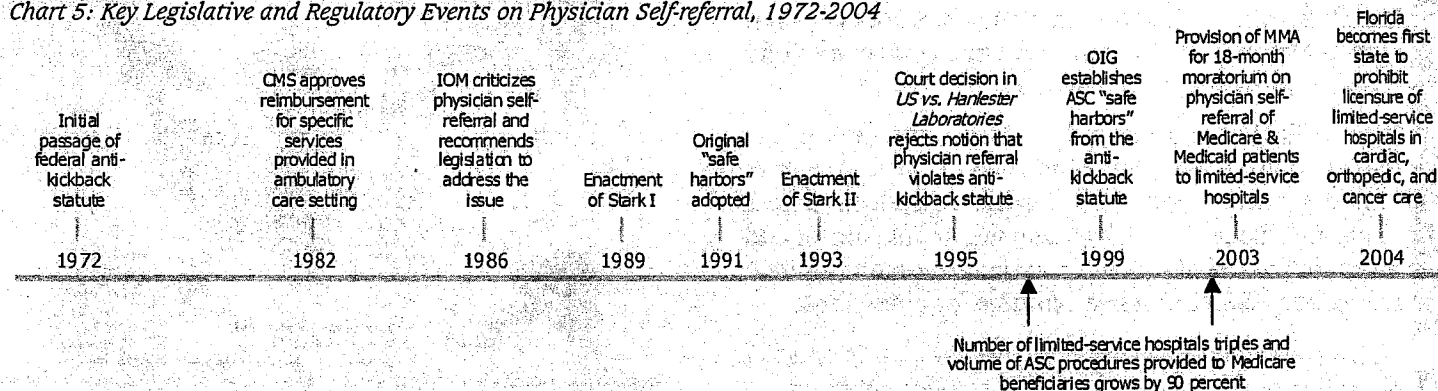 Chart 5: Key Legislative and Regulatory Events on Physician Self-referral, 1972-2004
Initial
passage of
federal anti-
kickback
statute
1972
CMS approves
reimbursement
for specific
services
provided in
ambulatory
care setting
1982
IOM criticizes
physician self-
referral and
recommends
legislation to
address the
issue
1986
Enactment
of Stark I
1989
Original
"safe
harbors"
adopted
1991
Enactment
of Stark II
1993
Court decision in
US vs. Hanlester
Laboratories
rejects notion that
physician referral
violates anti-
kickback statute
1995
OIG
establishes
ASC "safe
harbors"
from the
anti-
kickback
statute
1999
Provision of MMA
for 18-month
moratorium on
physician self-
referral of
Medicare &
Medicaid patients
to limited-service
hospitals
2003
Florida
becomes first
state to
prohibit
licensure of
limited-service
hospitals in
cardiac,
orthopedic, and
cancer care
2004
Number of limited-service hospitals triples and
volume of ASC procedures provided to Medicare
beneficiaries grows by 90 percent